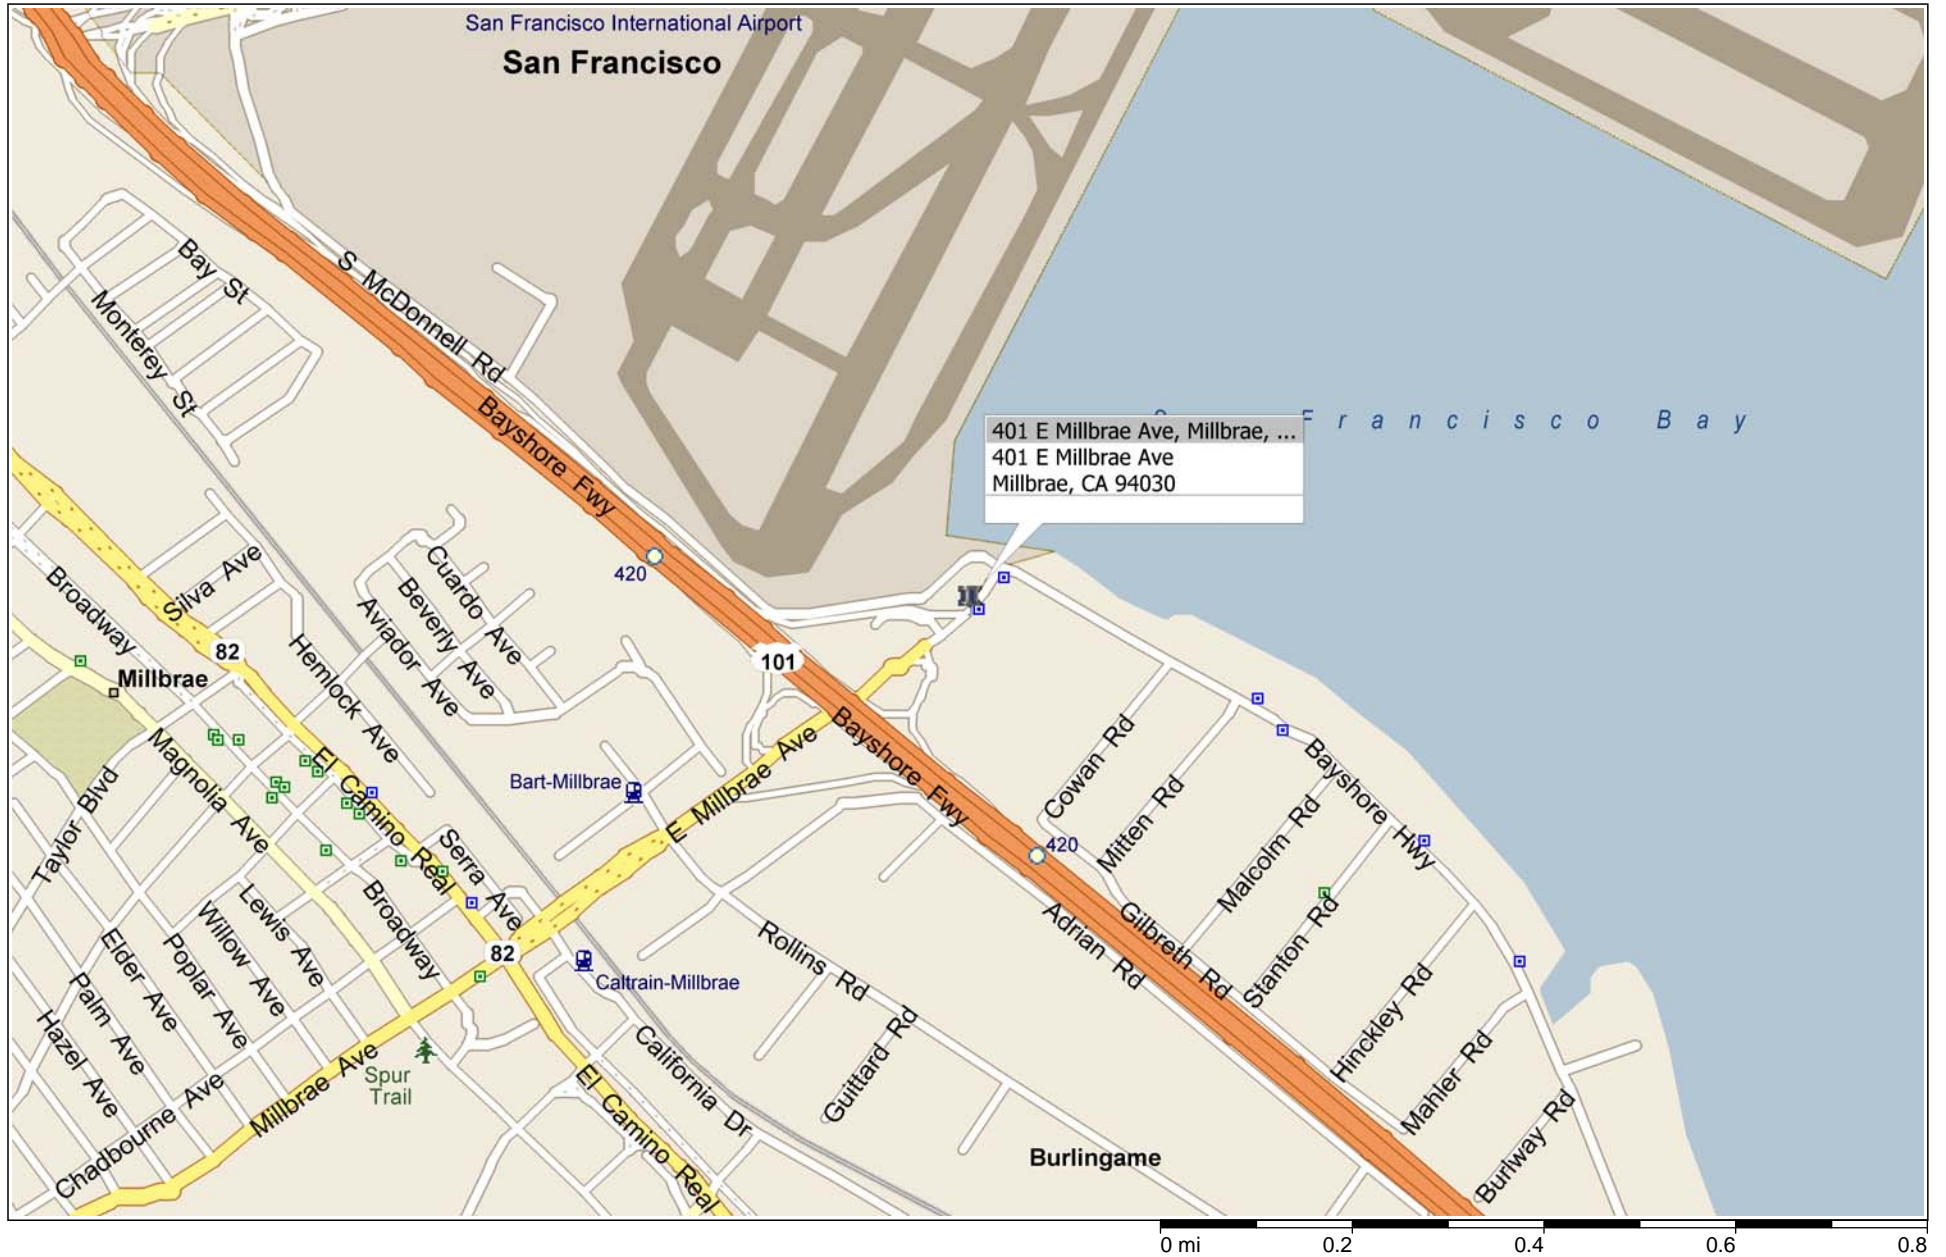 San Francisco International Airport
San Francisco
Bay St
S McDonnell Rd
Monterey St
Bayshore Fwy
Francisco Bay
401 E Millbrae Ave, Millbrae, ...
401 E Millbrae Ave
Millbrae, CA 94030
420
Silva Ave
Cuardo Ave
Beverly Ave
Aviador Ave
Broadway
82
101
Hemlock Ave
Millbrae
Magnolia Ave
El Camino Real
Bart-Millbrae
E Millbrae Ave
Bayshore Fwy
Cowan Rd
Mitten Rd
Malcolm Rd
Bayshore Hwy
Taylor Blvd
Serra Ave
420
Broadway
Lewis Ave
Willow Ave
Poplar Ave
Elder Ave
Palm Ave
Hazel Ave
82
Caltrain-Millbrae
Rollins Rd
Adrian Rd
Gilbreth Rd
Stanton Rd
Hinckley Rd
Mahler Rd
Burlway Rd
Guittard Rd
California Dr
Spur
Trail
Millbrae Ave
Chadbourne Ave
El Camino Real
Burlingame
0 mi 0.2 0.4 0.6 0.8